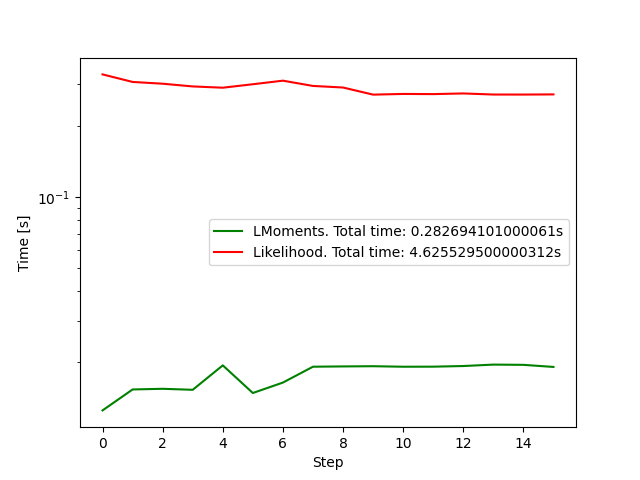 Time [s]
10⁻¹
LMoments. Total time: 0.282694101000061s
Likelihood. Total time: 4.625529500000312s
0 2 4 6 8 10 12 14
Step